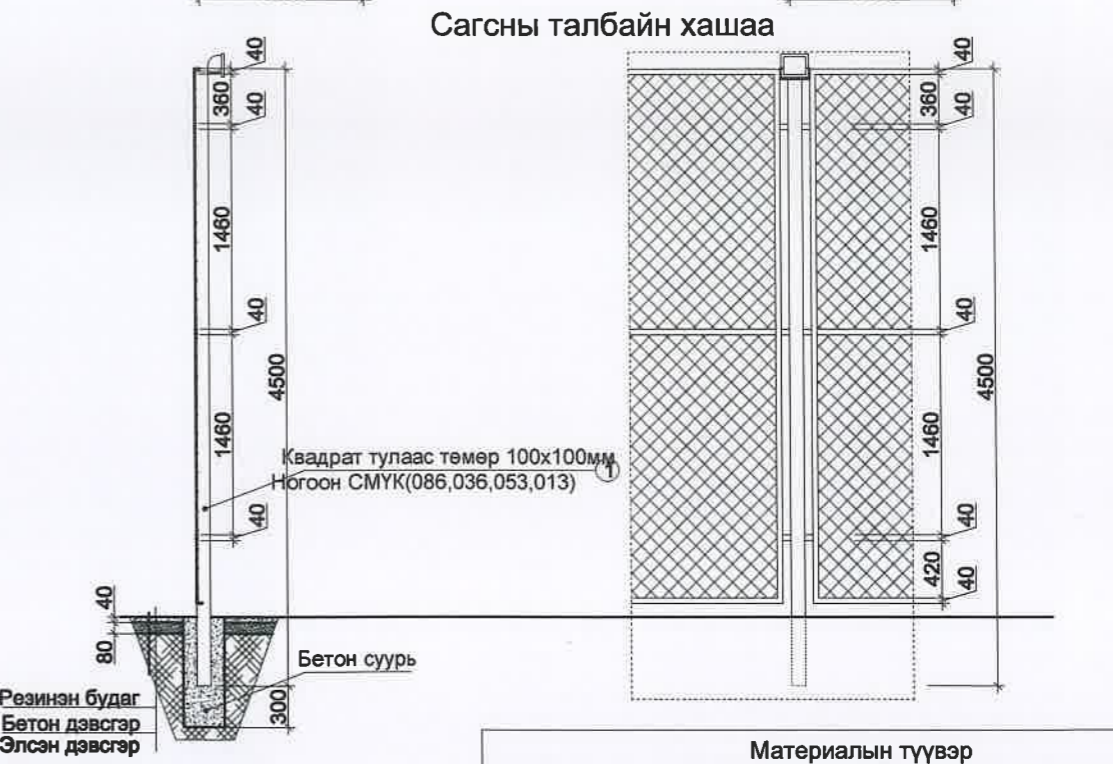 Сагсны талбайн хашаа
40
360
40
1460
40
4500
1460
40
Квадрат тулаас төмөр 100х100мм
1
Ногоон СМҮК(086,036,053,013)
40
80
Бетон суурь
300
Резинэн будаг
Бетон дэвсгэр
Элсэн дэвсгэр
40
360
40
1460
40
4500
1460
40
420
40
Материалын түүвэр